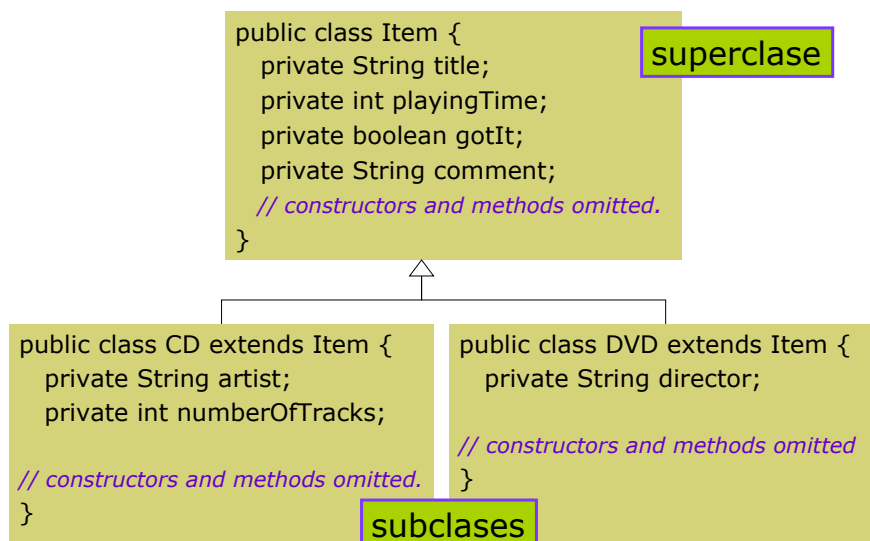 public class Item {
private String title;
private int playingTime;
private boolean gotIt;
private String comment;
// constructors and methods omitted.
}
superclase
public class CD extends Item {
private String artist;
private int numberOfTracks;
// constructors and methods omitted.
}
public class DVD extends Item {
private String director;
// constructors and methods omitted
}
subclases